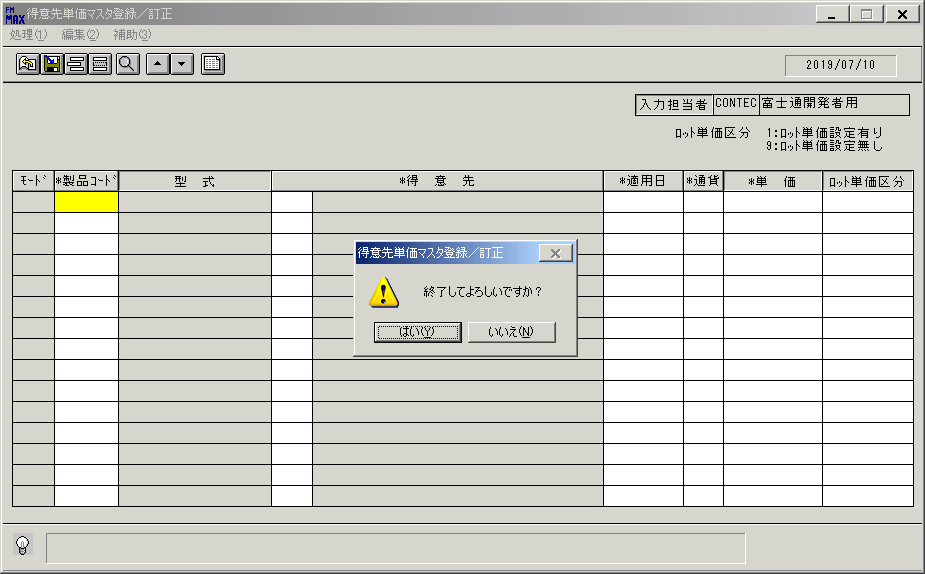 FM MAX 得意先単価マスタ登録／訂正
処理(1) 編集(2) 補助(3)
2019/07/10
入力担当者 CONTEC 富士通開発者用
ﾛｯﾄ単価区分 1:ﾛｯﾄ単価設定有り
9:ﾛｯﾄ単価設定無し
ﾓｰﾄﾞ *製品ｺｰﾄﾞ 型 式 *得 意 先 *適用日 *通貨 *単 価 ﾛｯﾄ単価区分
得意先単価マスタ登録／訂正
終了してよろしいですか？
はい(Y) いいえ(N)